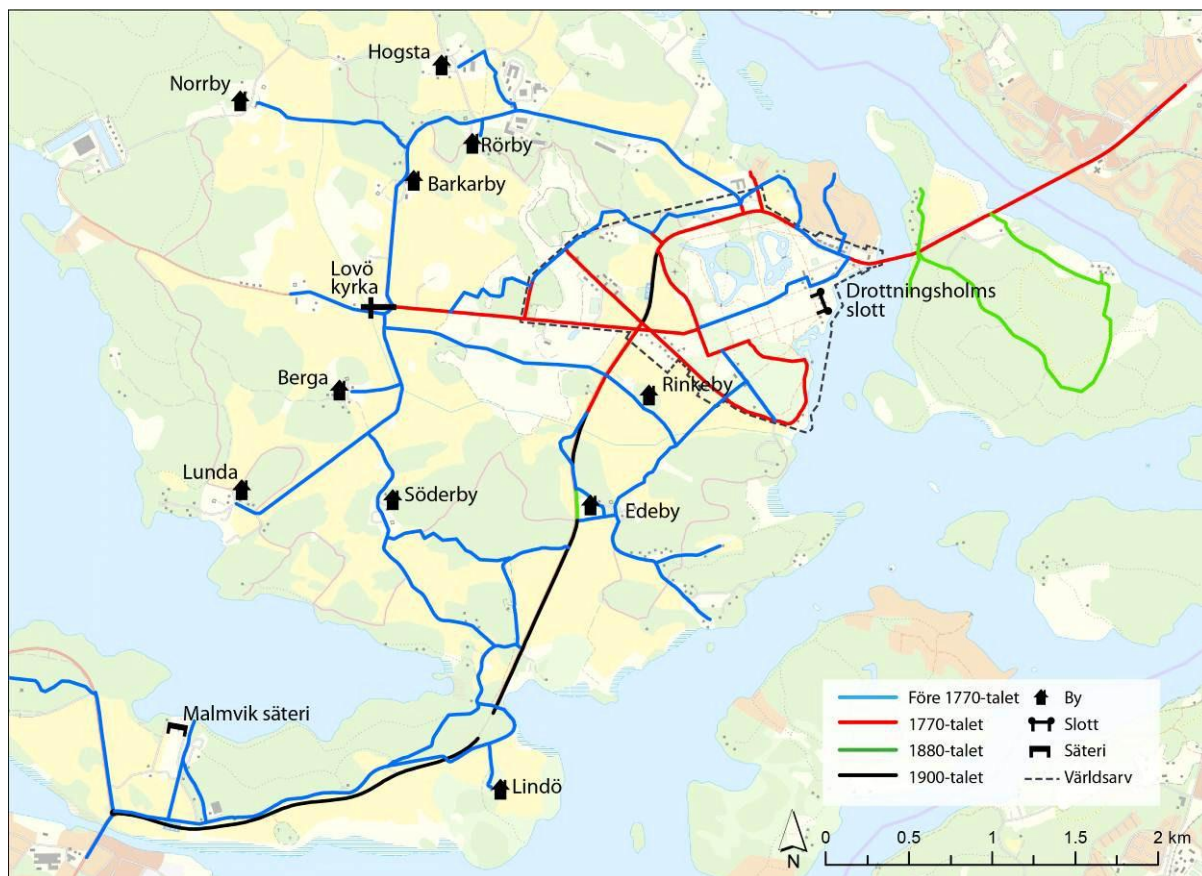 Hogsta
Norrby
Rörby
Barkarby
Lovö
kyrka
Drottningsholms
slott
Berga
Rinkeby
Lunda
Söderby
Edeby
Malmvik säteri
Lindö
Före 1770-talet
By
1770-talet
Slott
1880-talet
Säteri
1900-talet
Världsarv
N
0 0.5 1 1.5 2 km